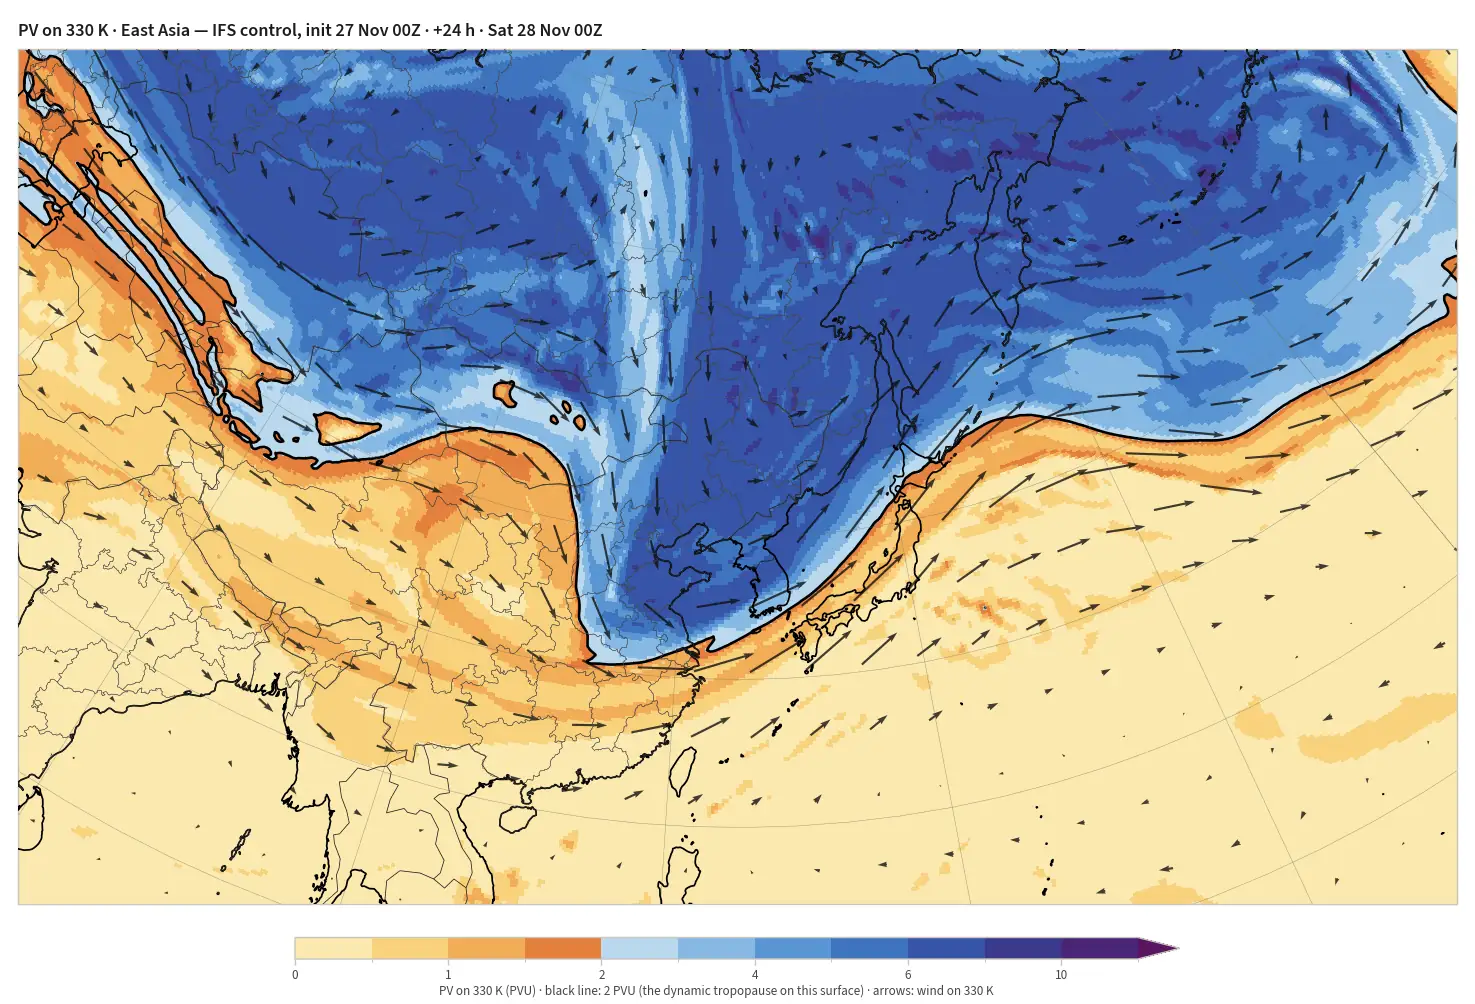 PV on 330 K · East Asia — IFS control, init 27 Nov 00Z · +24 h · Sat 28 Nov 00Z
0 1 2 4 6 10
PV on 330 K (PVU) · black line: 2 PVU (the dynamic tropopause on this surface) · arrows: wind on 330 K